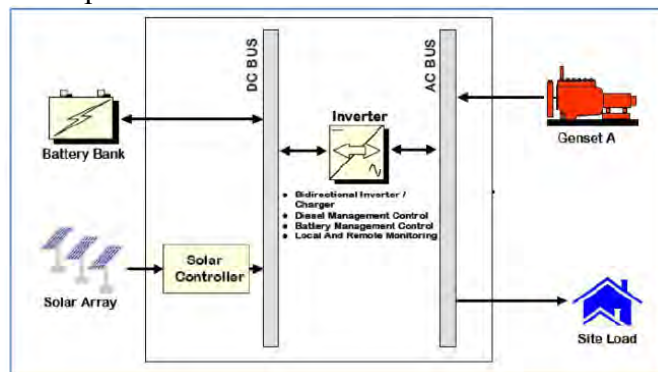 DC BUS
AC BUS
Battery Bank
Inverter
Genset A
Bidirectional Inverter /
Charger
Diesel Management Control
Battery Management Control
Local And Remote Monitoring
Solar
Controller
Solar Array
Site Load